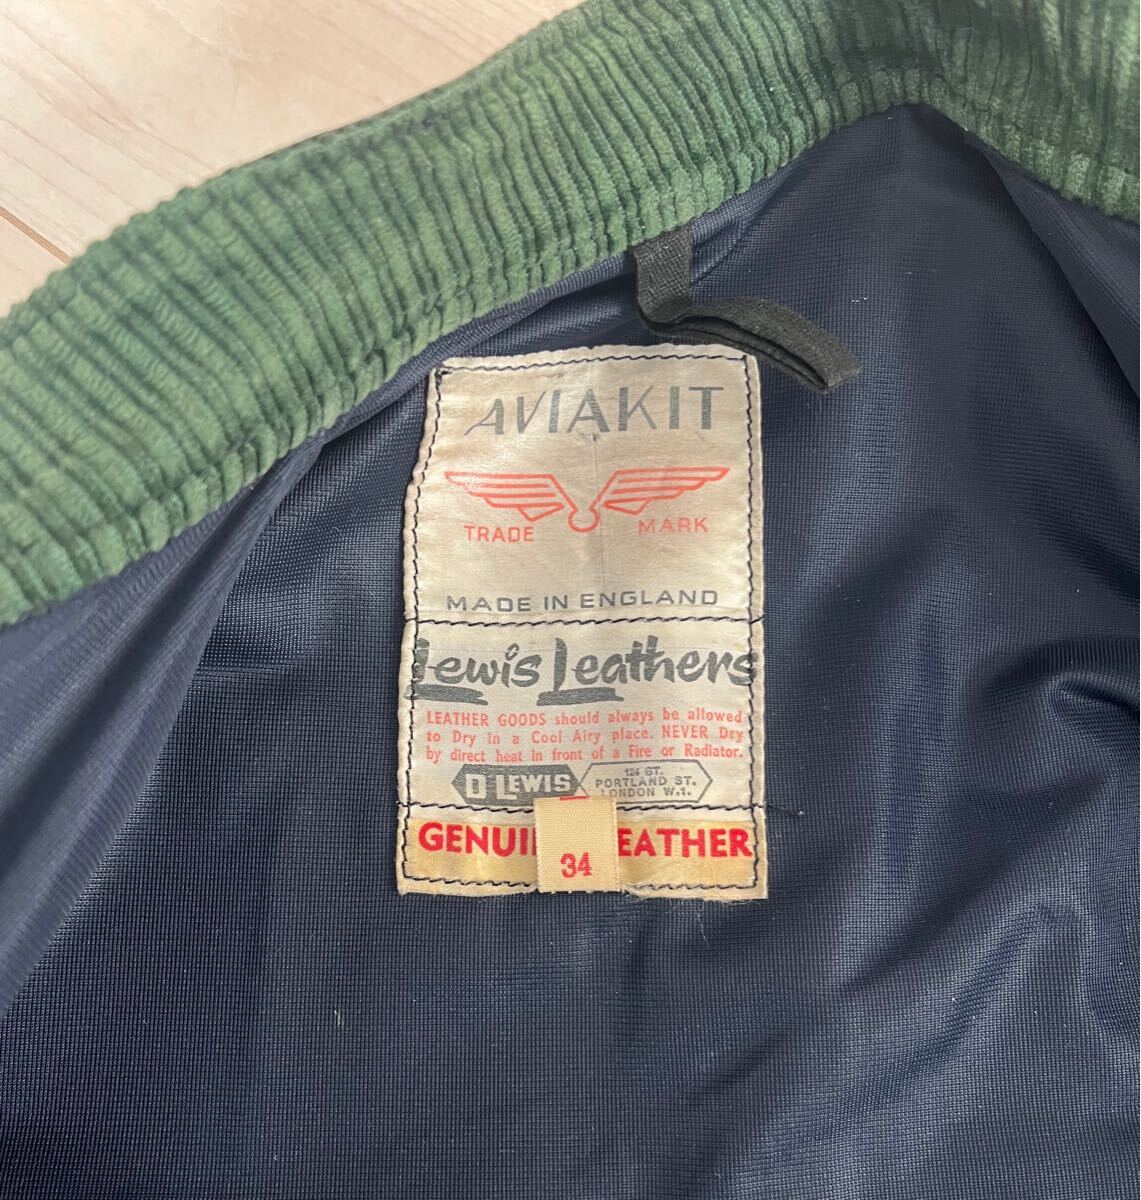 AVIAKIT
TRADE MARK
MADE IN ENGLAND
Lewis Leathers
LEATHER GOODS should always be allowed
to Dry in a Cool Airy place. NEVER Dry
by direct heat in front of a Fire or Radiator.
D LEWIS
124 GT.
PORTLAND ST.
LONDON W.1.
GENUI EATHER
34